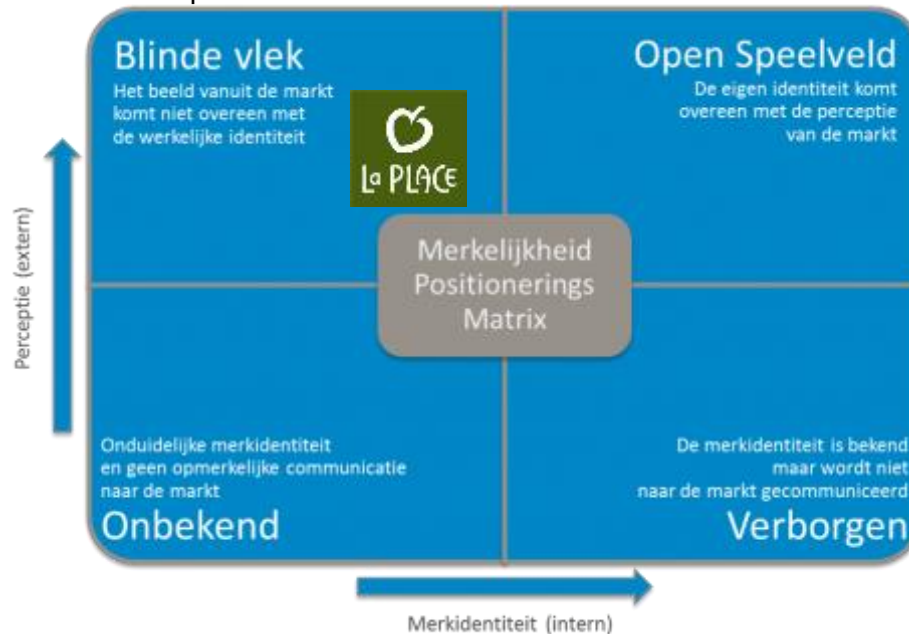 Blinde vlek
Het beeld vanuit de markt
komt niet overeen met
de werkelijke identiteit
Open Speelveld
De eigen identiteit komt
overeen met de perceptie
van de markt
La PLACE
Merkelijkheid
Positionerings
Matrix
Perceptie (extern)
Onduidelijke merkidentiteit
en geen opmerkelijke communicatie
naar de markt
Onbekend
De merkidentiteit is bekend
maar wordt niet
naar de markt gecommuniceerd
Verborgen
Merkidentiteit (intern)